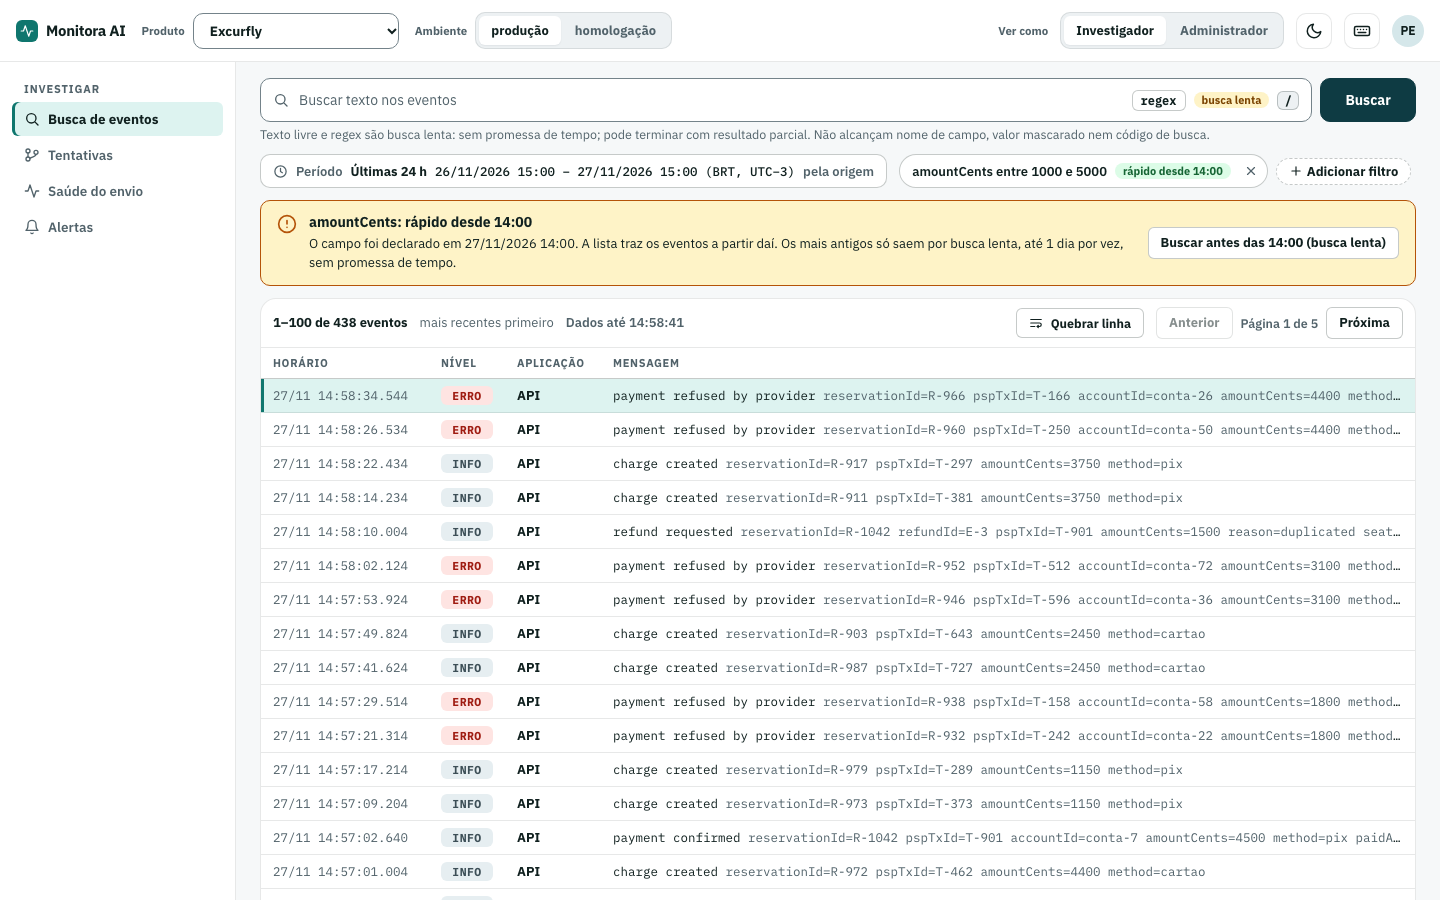 Monitora AI Produto Excurfly Ambiente produção homologação Ver como Investigador Administrador PE
INVESTIGAR
Busca de eventos
Tentativas
Saúde do envio
Alertas
Buscar texto nos eventos regex busca lenta / Buscar
Texto livre e regex são busca lenta: sem promessa de tempo; pode terminar com resultado parcial. Não alcançam nome de campo, valor mascarado nem código de busca.
Período Últimas 24 h 26/11/2026 15:00 – 27/11/2026 15:00 (BRT, UTC−3) pela origem amountCents entre 1000 e 5000 rápido desde 14:00 × + Adicionar filtro
amountCents: rápido desde 14:00
O campo foi declarado em 27/11/2026 14:00. A lista traz os eventos a partir daí. Os mais antigos só saem por busca lenta, até 1 dia por vez,
sem promessa de tempo.
Buscar antes das 14:00 (busca lenta)
1–100 de 438 eventos mais recentes primeiro Dados até 14:58:41 Quebrar linha Anterior Página 1 de 5 Próxima
HORÁRIO NÍVEL APLICAÇÃO MENSAGEM
27/11 14:58:34.544 ERRO API payment refused by provider reservationId=R-966 pspTxId=T-166 accountId=conta-26 amountCents=4400 method…
27/11 14:58:26.534 ERRO API payment refused by provider reservationId=R-960 pspTxId=T-250 accountId=conta-50 amountCents=4400 method…
27/11 14:58:22.434 INFO API charge created reservationId=R-917 pspTxId=T-297 amountCents=3750 method=pix
27/11 14:58:14.234 INFO API charge created reservationId=R-911 pspTxId=T-381 amountCents=3750 method=pix
27/11 14:58:10.004 INFO API refund requested reservationId=R-1042 refundId=E-3 pspTxId=T-901 amountCents=1500 reason=duplicated seat…
27/11 14:58:02.124 ERRO API payment refused by provider reservationId=R-952 pspTxId=T-512 accountId=conta-72 amountCents=3100 method…
27/11 14:57:53.924 ERRO API payment refused by provider reservationId=R-946 pspTxId=T-596 accountId=conta-36 amountCents=3100 method…
27/11 14:57:49.824 INFO API charge created reservationId=R-903 pspTxId=T-643 amountCents=2450 method=cartao
27/11 14:57:41.624 INFO API charge created reservationId=R-987 pspTxId=T-727 amountCents=2450 method=cartao
27/11 14:57:29.514 ERRO API payment refused by provider reservationId=R-938 pspTxId=T-158 accountId=conta-58 amountCents=1800 method…
27/11 14:57:21.314 ERRO API payment refused by provider reservationId=R-932 pspTxId=T-242 accountId=conta-22 amountCents=1800 method…
27/11 14:57:17.214 INFO API charge created reservationId=R-979 pspTxId=T-289 amountCents=1150 method=pix
27/11 14:57:09.204 INFO API charge created reservationId=R-973 pspTxId=T-373 amountCents=1150 method=pix
27/11 14:57:02.640 INFO API payment confirmed reservationId=R-1042 pspTxId=T-901 accountId=conta-7 amountCents=4500 method=pix paidA…
27/11 14:57:01.004 INFO API charge created reservationId=R-972 pspTxId=T-462 amountCents=4400 method=cartao